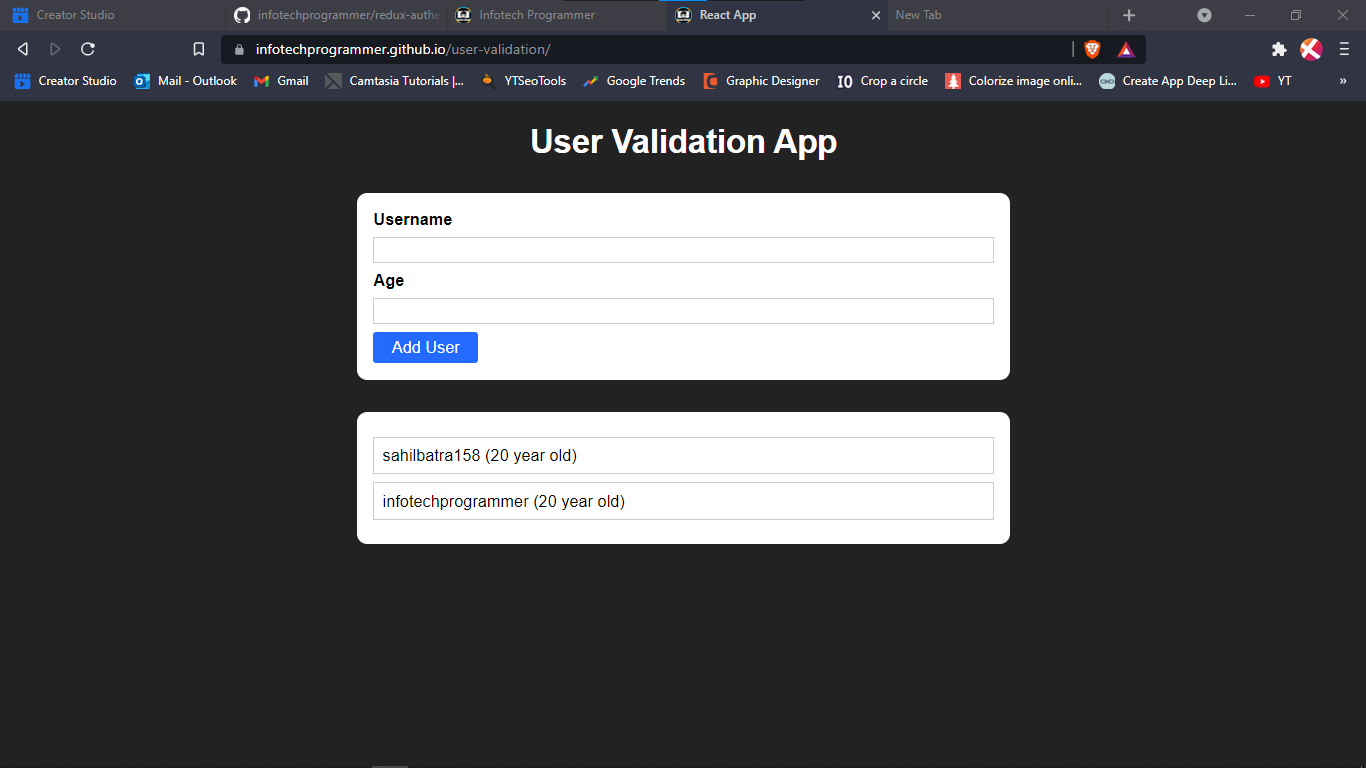 Creator Studio
infotechprogrammer/redux-authe
Infotech Programmer
React App
New Tab
infotechprogrammer.github.io/user-validation/
Creator Studio
Mail - Outlook
Gmail
Camtasia Tutorials |...
YTSeoTools
Google Trends
Graphic Designer
Crop a circle
Colorize image onli...
Create App Deep Li...
YT
»
User Validation App
Username
Age
Add User
sahilbatra158 (20 year old)
infotechprogrammer (20 year old)